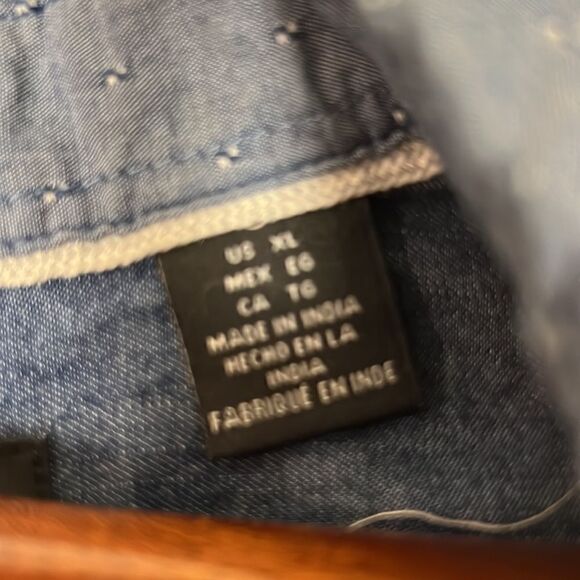 US XL
MEX EG
CA TG
MADE IN INDIA
HECHO EN LA
INDIA
FABRIQUÉ EN INDE